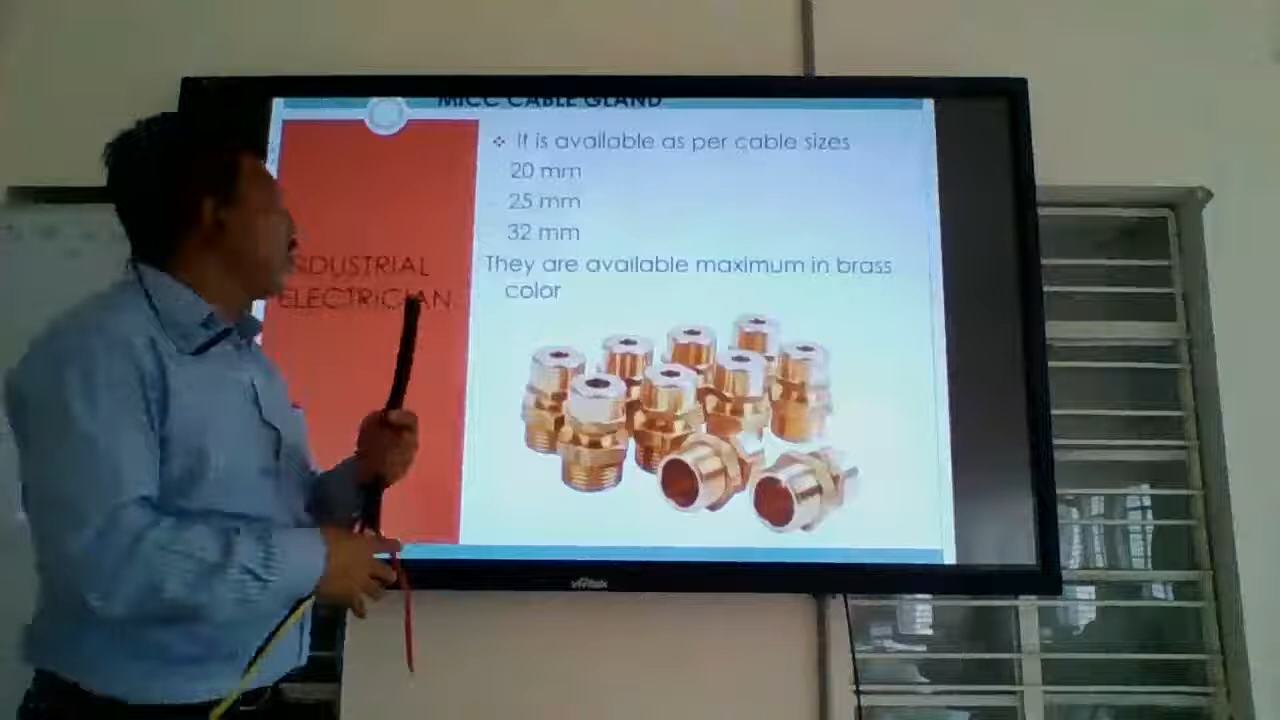 MICC CABLE GLAND
❖ It is available as per cable sizes
20 mm
25 mm
32 mm
They are available maximum in brass
color
INDUSTRIAL
ELECTRICIAN